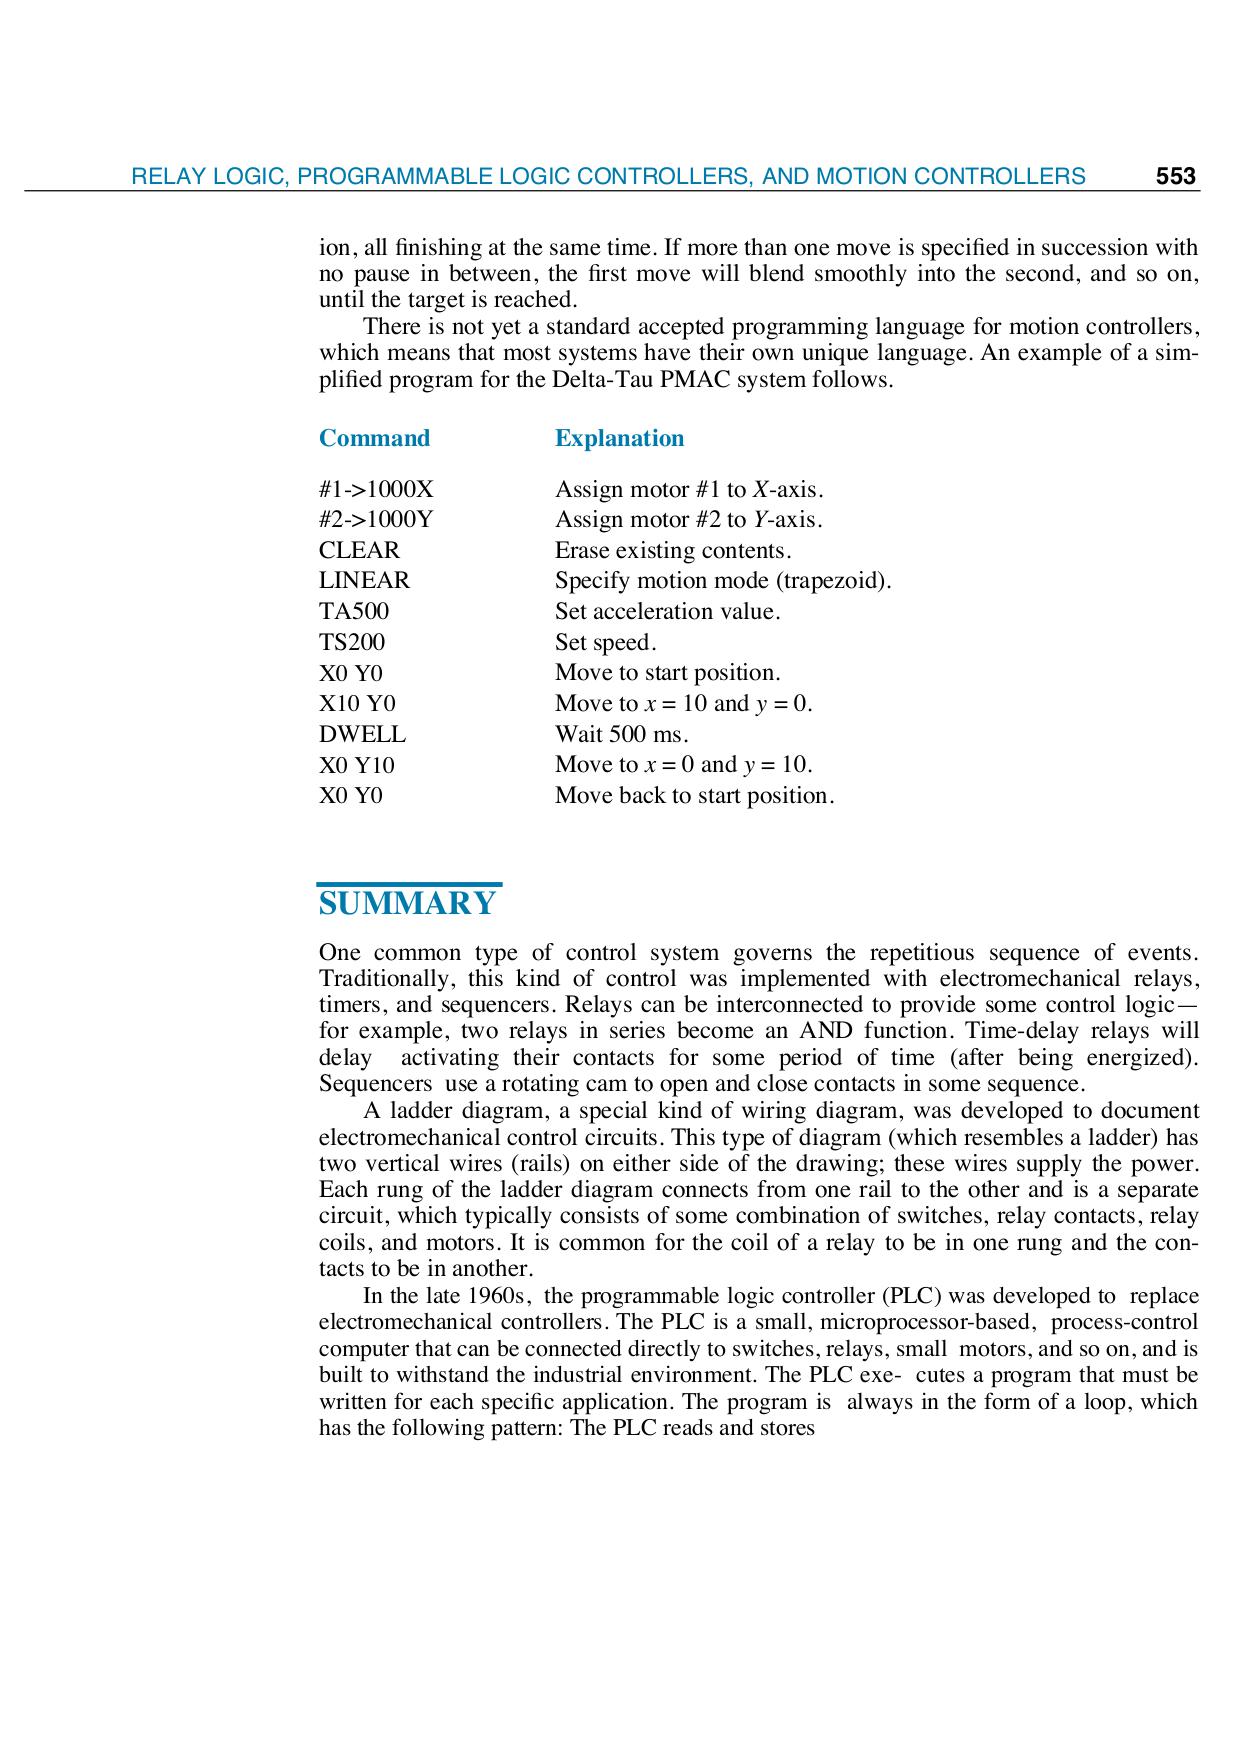 RELAY LOGIC, PROGRAMMABLE LOGIC CONTROLLERS, AND MOTION CONTROLLERS 553
ion, all finishing at the same time. If more than one move is specified in succession with
no pause in between, the first move will blend smoothly into the second, and so on,
until the target is reached.
There is not yet a standard accepted programming language for motion controllers,
which means that most systems have their own unique language. An example of a sim-
plified program for the Delta-Tau PMAC system follows.
Command Explanation
#1->1000X Assign motor #1 to X-axis.
#2->1000Y Assign motor #2 to Y-axis.
CLEAR Erase existing contents.
LINEAR Specify motion mode (trapezoid).
TA500 Set acceleration value.
TS200 Set speed.
X0 Y0 Move to start position.
X10 Y0 Move to x = 10 and y = 0.
DWELL Wait 500 ms.
X0 Y10 Move to x = 0 and y = 10.
X0 Y0 Move back to start position.
SUMMARY
One common type of control system governs the repetitious sequence of events.
Traditionally, this kind of control was implemented with electromechanical relays,
timers, and sequencers. Relays can be interconnected to provide some control logic—
for example, two relays in series become an AND function. Time-delay relays will
delay activating their contacts for some period of time (after being energized).
Sequencers use a rotating cam to open and close contacts in some sequence.
A ladder diagram, a special kind of wiring diagram, was developed to document
electromechanical control circuits. This type of diagram (which resembles a ladder) has
two vertical wires (rails) on either side of the drawing; these wires supply the power.
Each rung of the ladder diagram connects from one rail to the other and is a separate
circuit, which typically consists of some combination of switches, relay contacts, relay
coils, and motors. It is common for the coil of a relay to be in one rung and the con-
tacts to be in another.
In the late 1960s, the programmable logic controller (PLC) was developed to replace
electromechanical controllers. The PLC is a small, microprocessor-based, process-control
computer that can be connected directly to switches, relays, small motors, and so on, and is
built to withstand the industrial environment. The PLC exe- cutes a program that must be
written for each specific application. The program is always in the form of a loop, which
has the following pattern: The PLC reads and stores